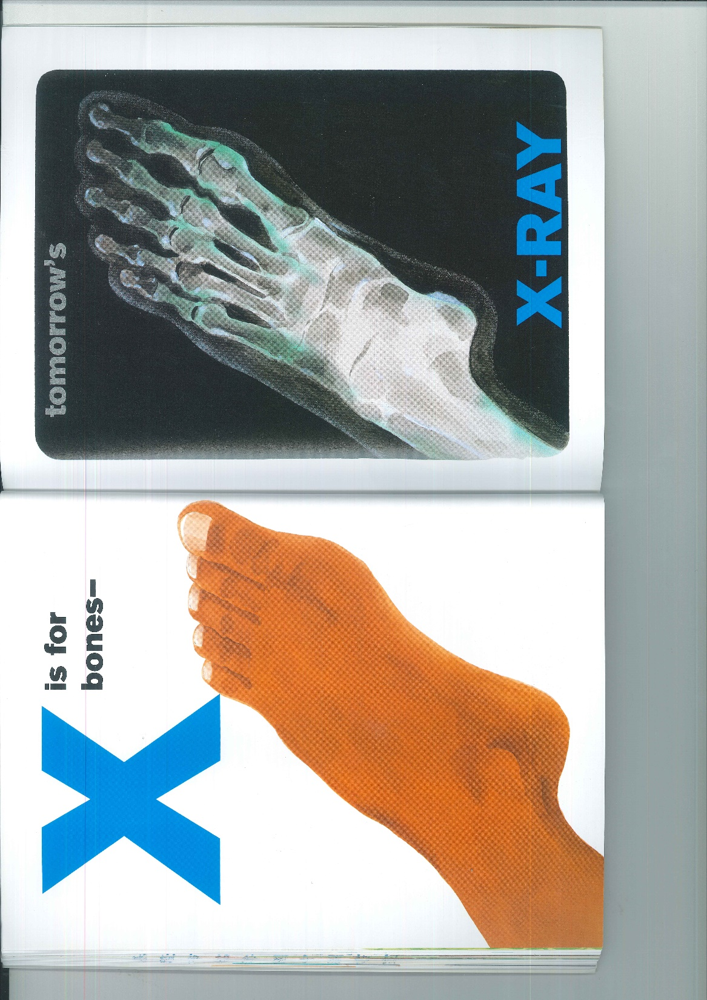 X is for
bones–
tomorrow's
X-RAY